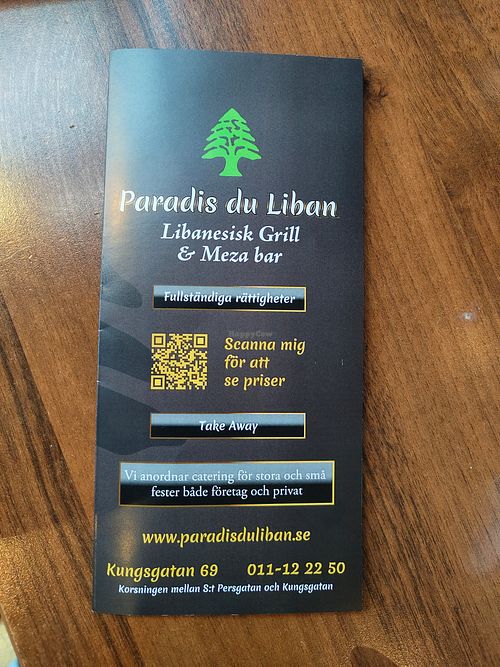 Paradis du Liban
Libanesisk Grill
& Meza bar
Fullständiga rättigheter
HappyCow
Scanna mig
för att
se priser
Take Away
Vi anordnar catering för stora och små
fester både företag och privat
www.paradisduliban.se
Kungsgatan 69 011-12 22 50
Korsningen mellan S:t Persgatan och Kungsgatan